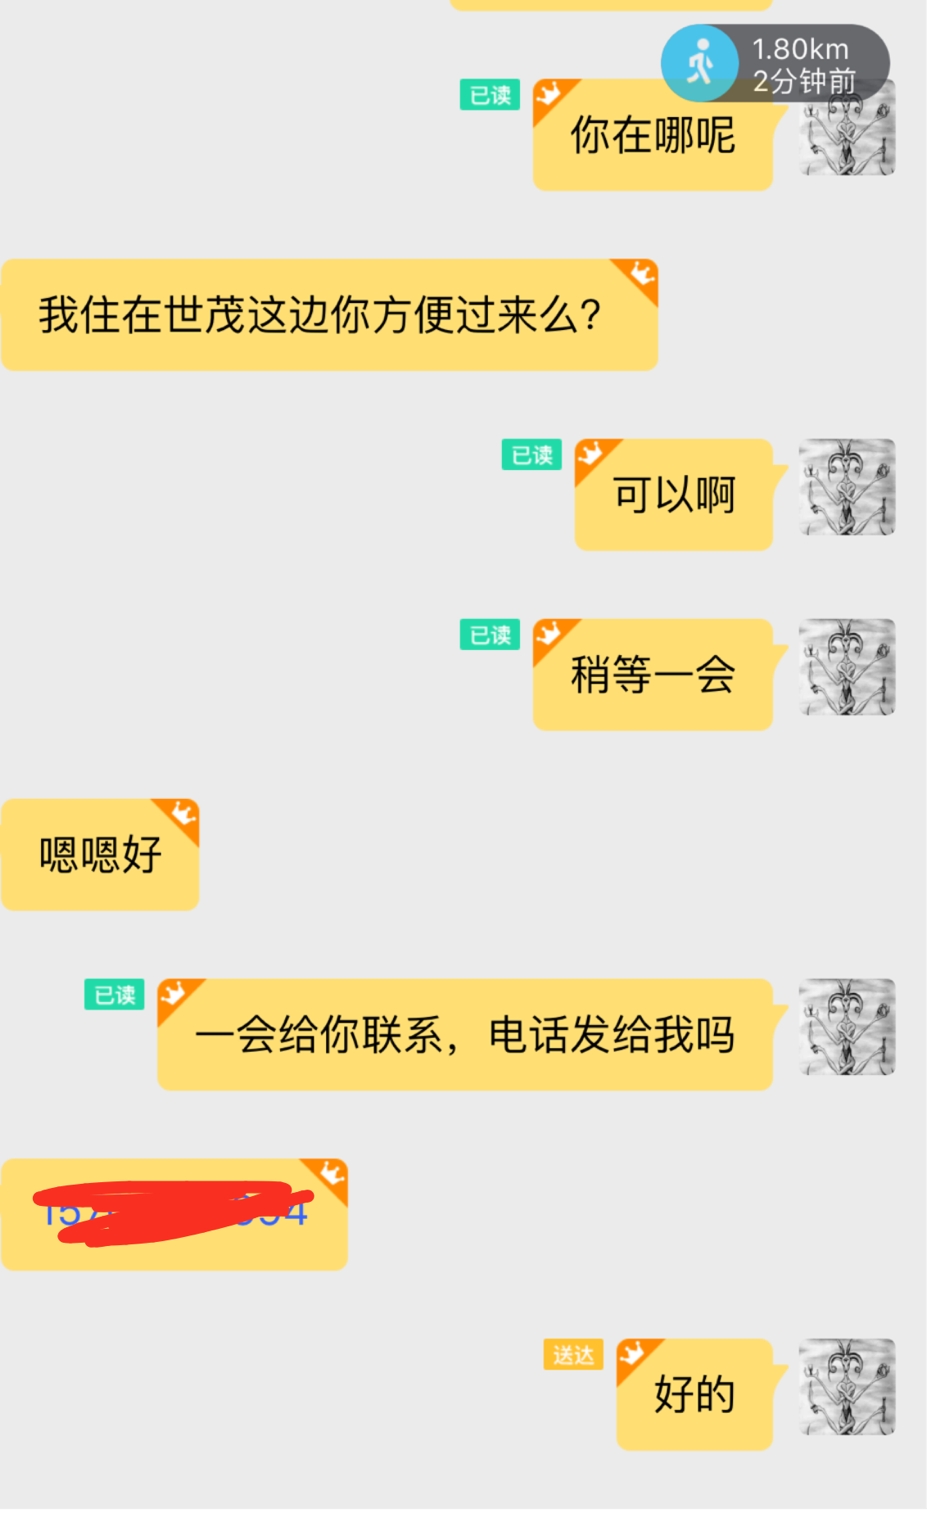 1.80km
2分钟前
已读
你在哪呢
我住在世茂这边你方便过来么？
已读
可以啊
已读
稍等一会
嗯嗯好
已读
一会给你联系，电话发给我吗
送达
好的